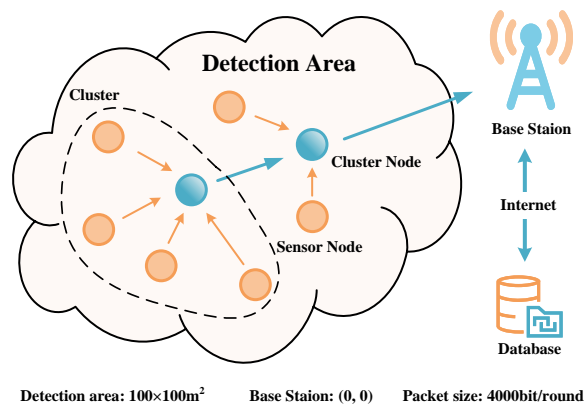 Detection Area
Cluster
Base Staion
Cluster Node
Internet
Sensor Node
Database
Detection area: 100×100m² Base Staion: (0, 0) Packet size: 4000bit/round